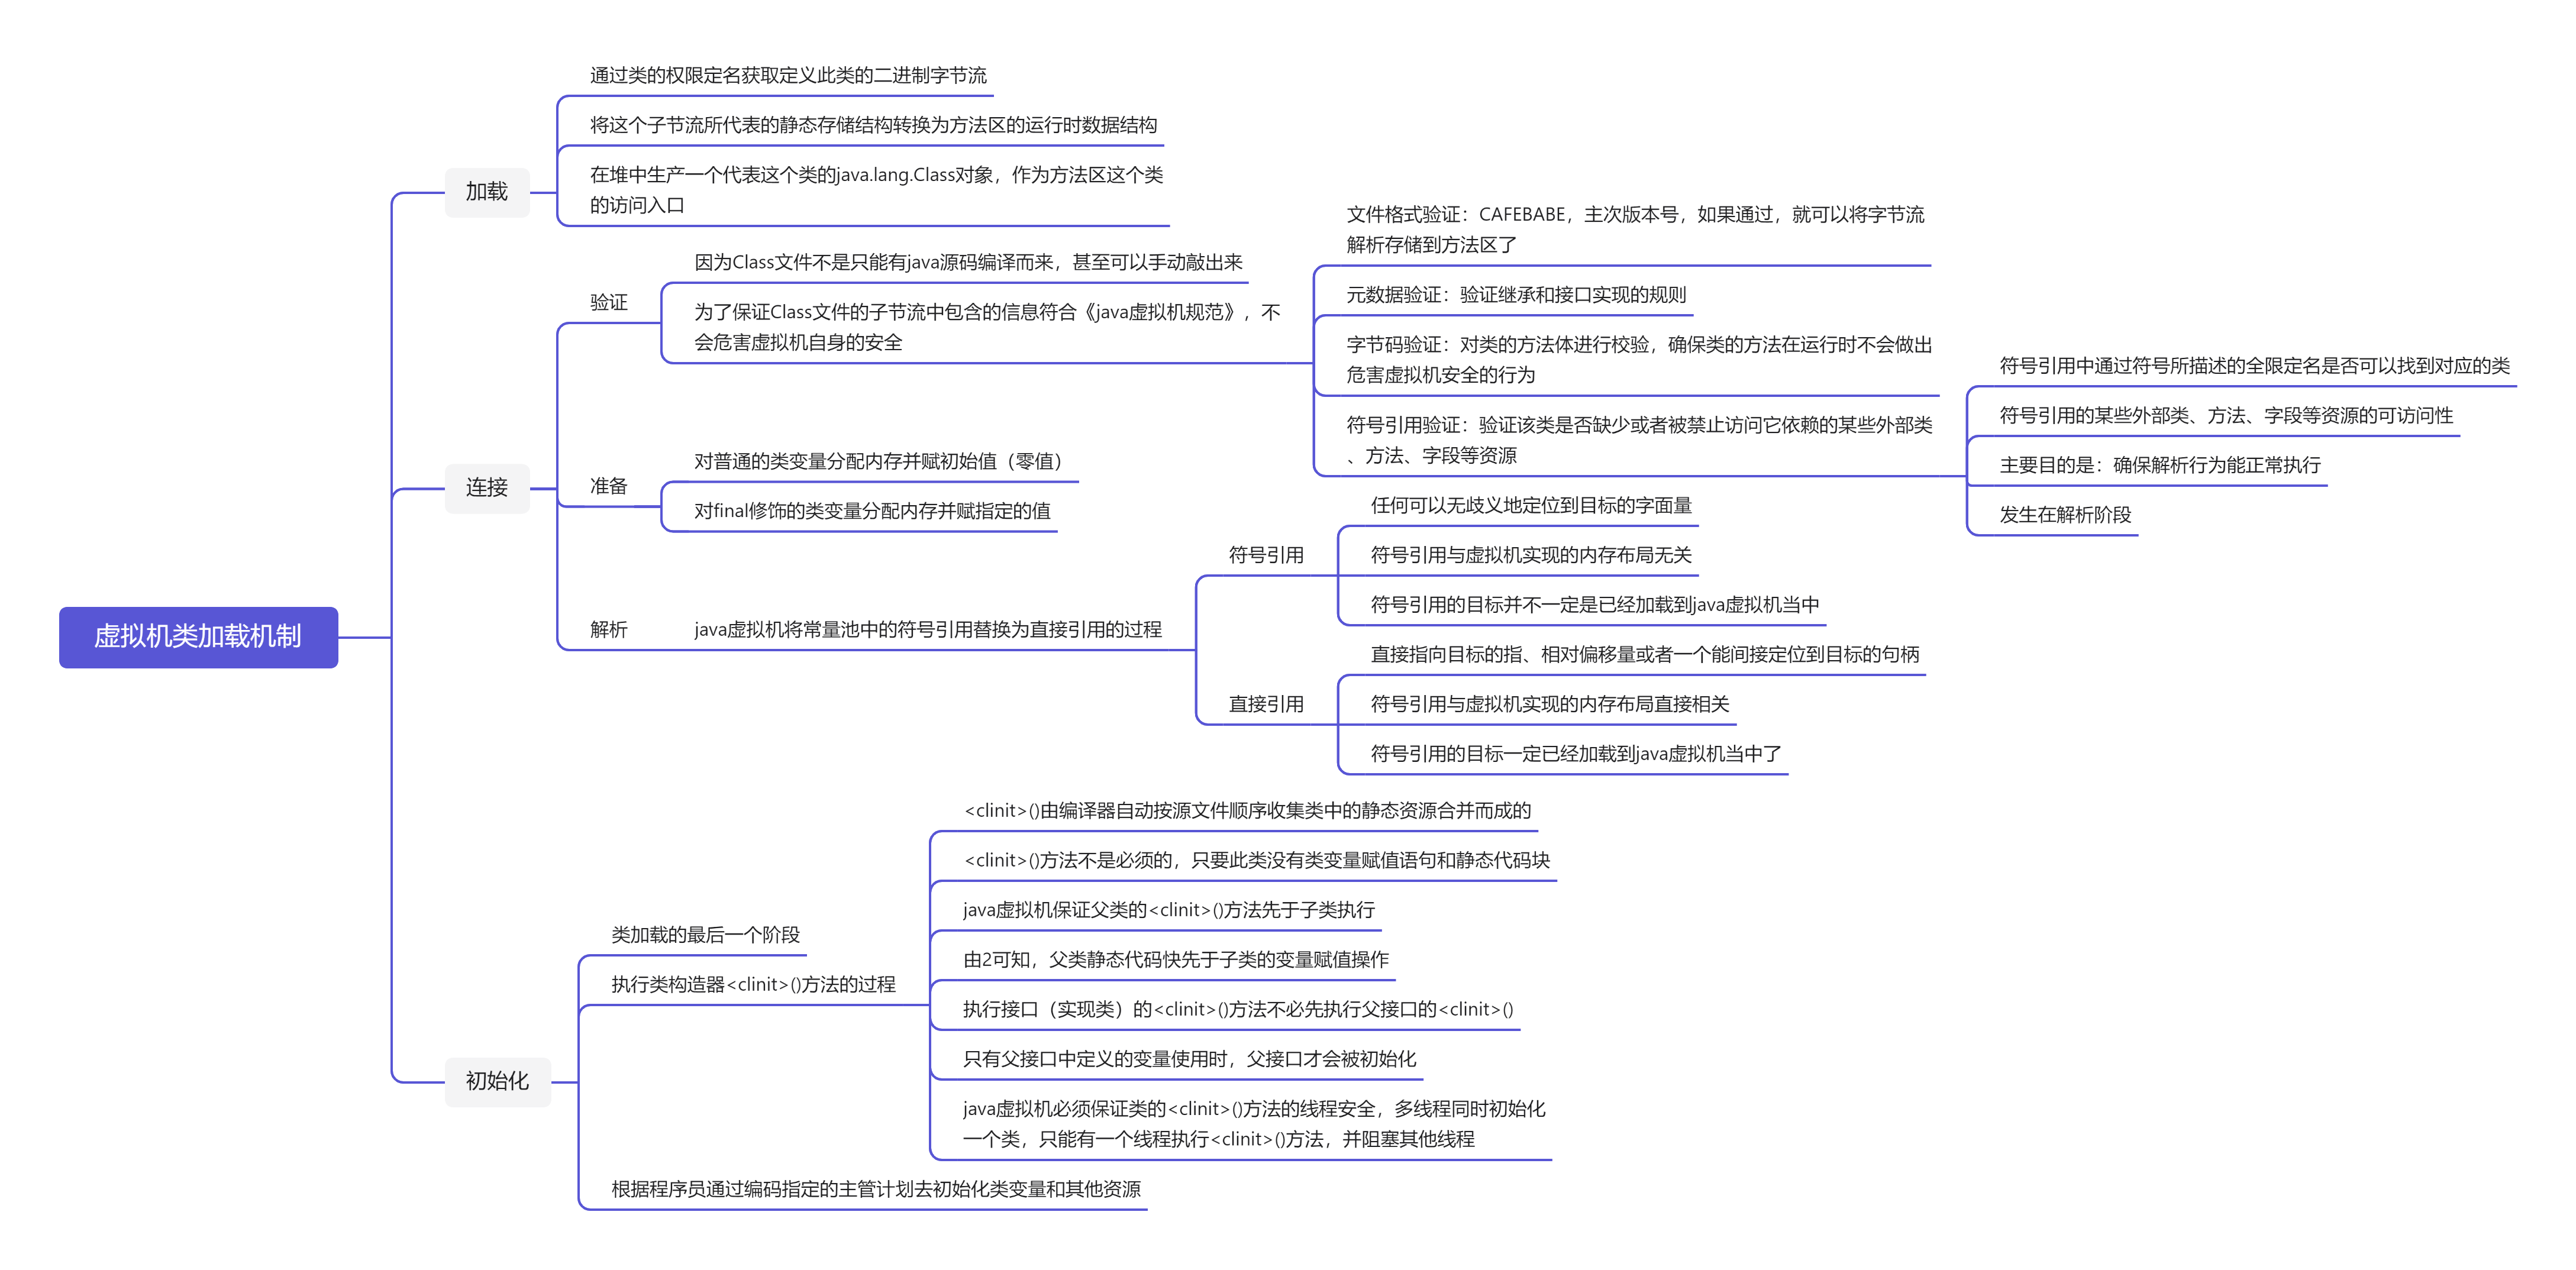 虚拟机类加载机制
加载
通过类的权限定名获取定义此类的二进制字节流
将这个子节流所代表的静态存储结构转换为方法区的运行时数据结构
在堆中生产一个代表这个类的java.lang.Class对象，作为方法区这个类
的访问入口
连接
验证
因为Class文件不是只能有java源码编译而来，甚至可以手动敲出来
为了保证Class文件的子节流中包含的信息符合《java虚拟机规范》，不
会危害虚拟机自身的安全
文件格式验证：CAFEBABE，主次版本号，如果通过，就可以将字节流
解析存储到方法区了
元数据验证：验证继承和接口实现的规则
字节码验证：对类的方法体进行校验，确保类的方法在运行时不会做出
危害虚拟机安全的行为
符号引用验证：验证该类是否缺少或者被禁止访问它依赖的某些外部类
、方法、字段等资源
符号引用中通过符号所描述的全限定名是否可以找到对应的类
符号引用的某些外部类、方法、字段等资源的可访问性
主要目的是：确保解析行为能正常执行
发生在解析阶段
准备
对普通的类变量分配内存并赋初始值（零值）
对final修饰的类变量分配内存并赋指定的值
解析
java虚拟机将常量池中的符号引用替换为直接引用的过程
符号引用
任何可以无歧义地定位到目标的字面量
符号引用与虚拟机实现的内存布局无关
符号引用的目标并不一定是已经加载到java虚拟机当中
直接引用
直接指向目标的指、相对偏移量或者一个能间接定位到目标的句柄
符号引用与虚拟机实现的内存布局直接相关
符号引用的目标一定已经加载到java虚拟机当中了
初始化
类加载的最后一个阶段
执行类构造器<clinit>()方法的过程
<clinit>()由编译器自动按源文件顺序收集类中的静态资源合并而成的
<clinit>()方法不是必须的，只要此类没有类变量赋值语句和静态代码块
java虚拟机保证父类的<clinit>()方法先于子类执行
由2可知，父类静态代码快先于子类的变量赋值操作
执行接口（实现类）的<clinit>()方法不必先执行父接口的<clinit>()
只有父接口中定义的变量使用时，父接口才会被初始化
java虚拟机必须保证类的<clinit>()方法的线程安全，多线程同时初始化
一个类，只能有一个线程执行<clinit>()方法，并阻塞其他线程
根据程序员通过编码指定的主管计划去初始化类变量和其他资源